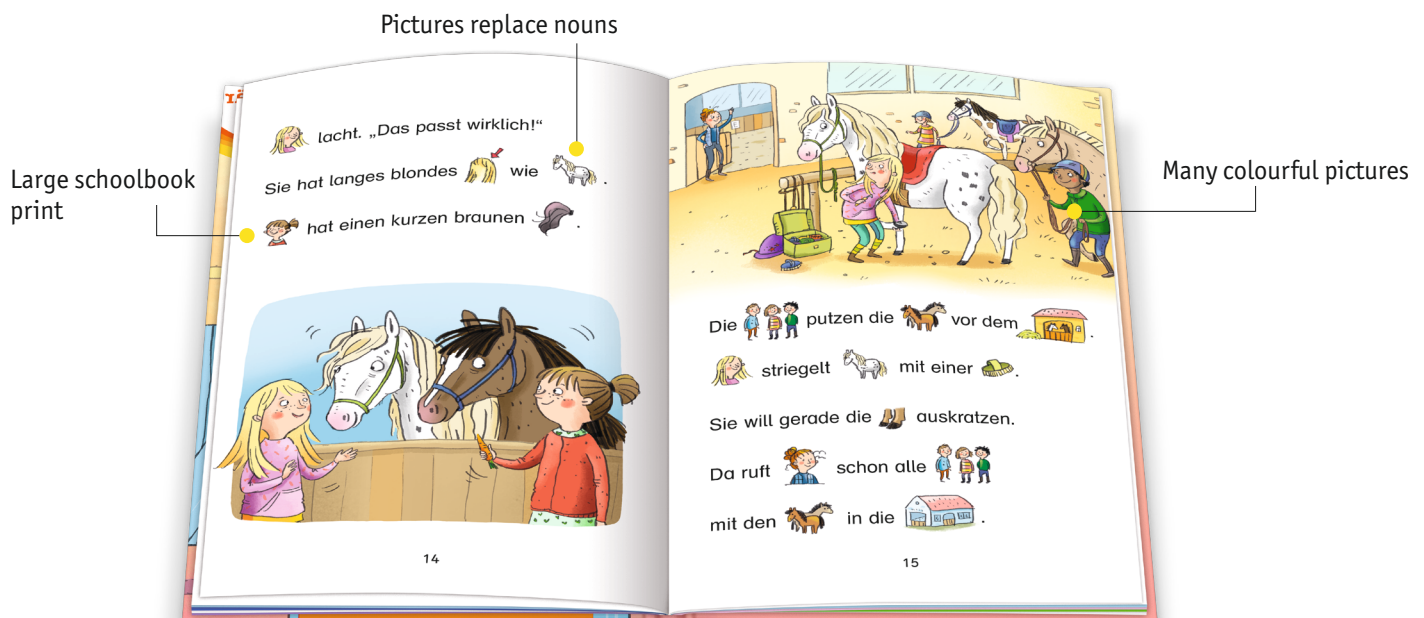 Pictures replace nouns
Large schoolbook
print
Many colourful pictures
lacht. „Das passt wirklich!“
Sie hat langes blondes wie .
hat einen kurzen braunen .
14
Die putzen die vor dem .
striegelt mit einer .
Sie will gerade die auskratzen.
Da ruft schon alle
mit den in die .
15